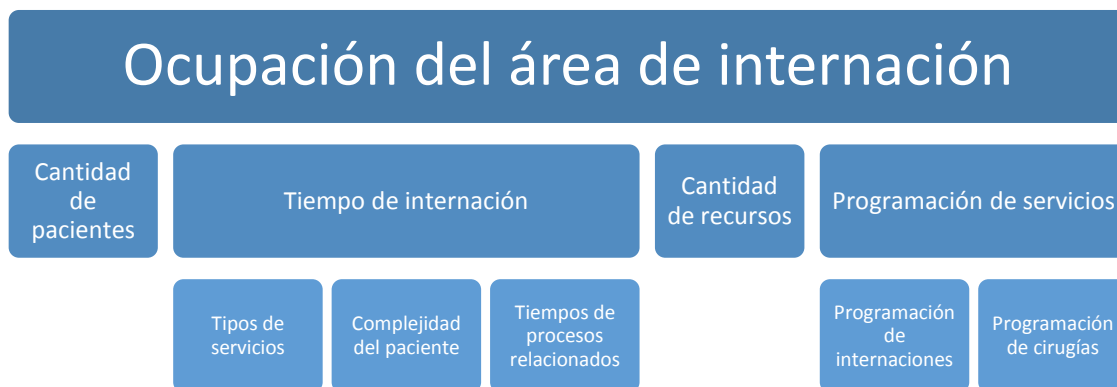 Ocupación del área de internación
Cantidad
de
pacientes
Tiempo de internación
Cantidad
de recursos
Programación de servicios
Tipos de
servicios
Complejidad
del paciente
Tiempos de
procesos
relacionados
Programación
de
internaciones
Programación
de cirugías